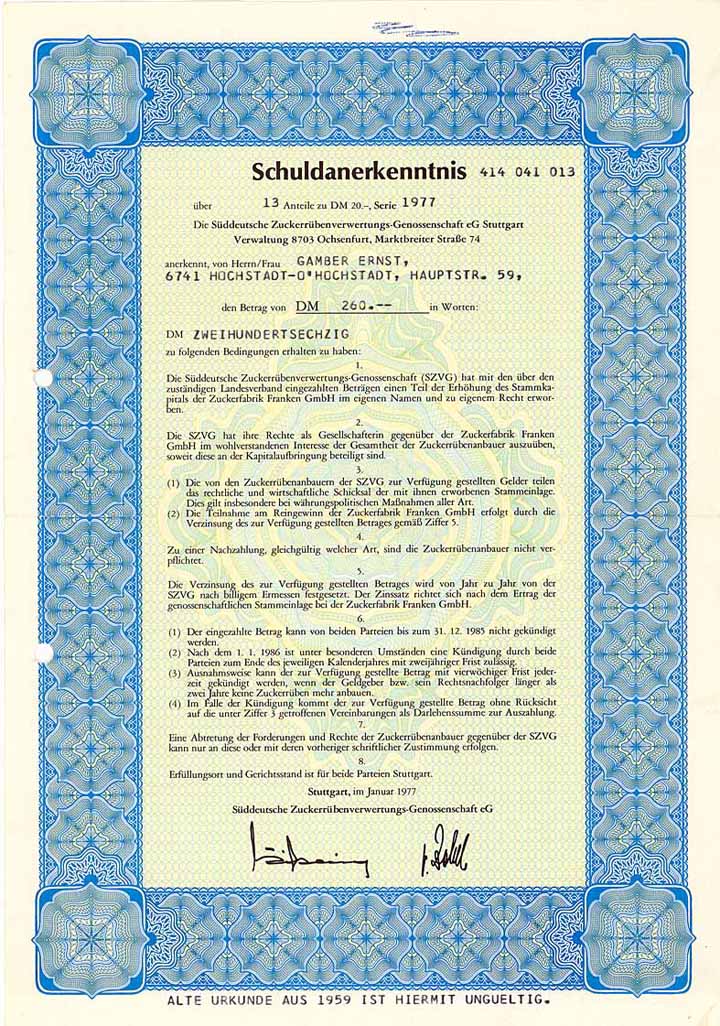 Schuldanerkenntnis 414 041 013
über 13 Anteile zu DM 20.–, Serie 1977
Die Süddeutsche Zuckerrübenverwertungs-Genossenschaft eG Stuttgart
Verwaltung 8703 Ochsenfurt, Marktbreiter Straße 74
anerkennt, von Herrn/Frau GAMBER ERNST,
6741 HOCHSTADT-O'HOCHSTADT, HAUPTSTR. 59,
den Betrag von DM 260.-- in Worten:
DM ZWEIHUNDERTSECHZIG
zu folgenden Bedingungen erhalten zu haben:
1.
Die Süddeutsche Zuckerrübenverwertungs-Genossenschaft (SZVG) hat mit den über den
zuständigen Landesverband eingezahlten Beträgen einen Teil der Erhöhung des Stammka-
pitals der Zuckerfabrik Franken GmbH im eigenen Namen und zu eigenem Recht erwor-
ben.
2.
Die SZVG hat ihre Rechte als Gesellschafterin gegenüber der Zuckerfabrik Franken
GmbH im wohlverstandenen Interesse der Gesamtheit der Zuckerrübenanbauer auszuüben,
soweit diese an der Kapitalaufbringung beteiligt sind.
3.
(1) Die von den Zuckerrübenanbauern der SZVG zur Verfügung gestellten Gelder teilen
das rechtliche und wirtschaftliche Schicksal der mit ihnen erworbenen Stammeinlage.
Dies gilt insbesondere bei währungspolitischen Maßnahmen aller Art.
(2) Die Teilnahme am Reingewinn der Zuckerfabrik Franken GmbH erfolgt durch die
Verzinsung des zur Verfügung gestellten Betrages gemäß Ziffer 5.
4.
Zu einer Nachzahlung, gleichgültig welcher Art, sind die Zuckerrübenanbauer nicht ver-
pflichtet.
5.
Die Verzinsung des zur Verfügung gestellten Betrages wird von Jahr zu Jahr von der
SZVG nach billigem Ermessen festgesetzt. Der Zinssatz richtet sich nach dem Ertrag der
genossenschaftlichen Stammeinlage bei der Zuckerfabrik Franken GmbH.
6.
(1) Der eingezahlte Betrag kann von beiden Parteien bis zum 31. 12. 1985 nicht gekündigt
werden.
(2) Nach dem 1. 1. 1986 ist unter besonderen Umständen eine Kündigung durch beide
Parteien zum Ende des jeweiligen Kalenderjahres mit zweijähriger Frist zulässig.
(3) Ausnahmsweise kann der zur Verfügung gestellte Betrag mit vierwöchiger Frist jeder-
zeit gekündigt werden, wenn der Geldgeber bzw. sein Rechtsnachfolger länger als
zwei Jahre keine Zuckerrüben mehr anbauen.
(4) Im Falle der Kündigung kommt der zur Verfügung gestellte Betrag ohne Rücksicht
auf die unter Ziffer 3 getroffenen Vereinbarungen als Darlehenssumme zur Auszahlung.
7.
Eine Abtretung der Forderungen und Rechte der Zuckerrübenanbauer gegenüber der SZVG
kann nur an diese oder mit deren vorheriger schriftlicher Zustimmung erfolgen.
8.
Erfüllungsort und Gerichtsstand ist für beide Parteien Stuttgart.
Stuttgart, im Januar 1977
Süddeutsche Zuckerrübenverwertungs-Genossenschaft eG
ALTE URKUNDE AUS 1959 IST HIERMIT UNGUELTIG.